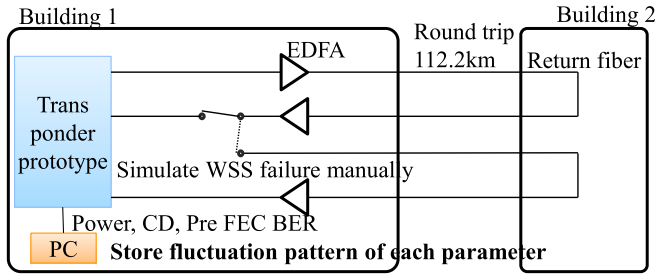 Building 1
Building 2
EDFA
Round trip
112.2km
Return fiber
Trans
ponder
prototype
Simulate WSS failure manually
Power, CD, Pre FEC BER
PC
Store fluctuation pattern of each parameter